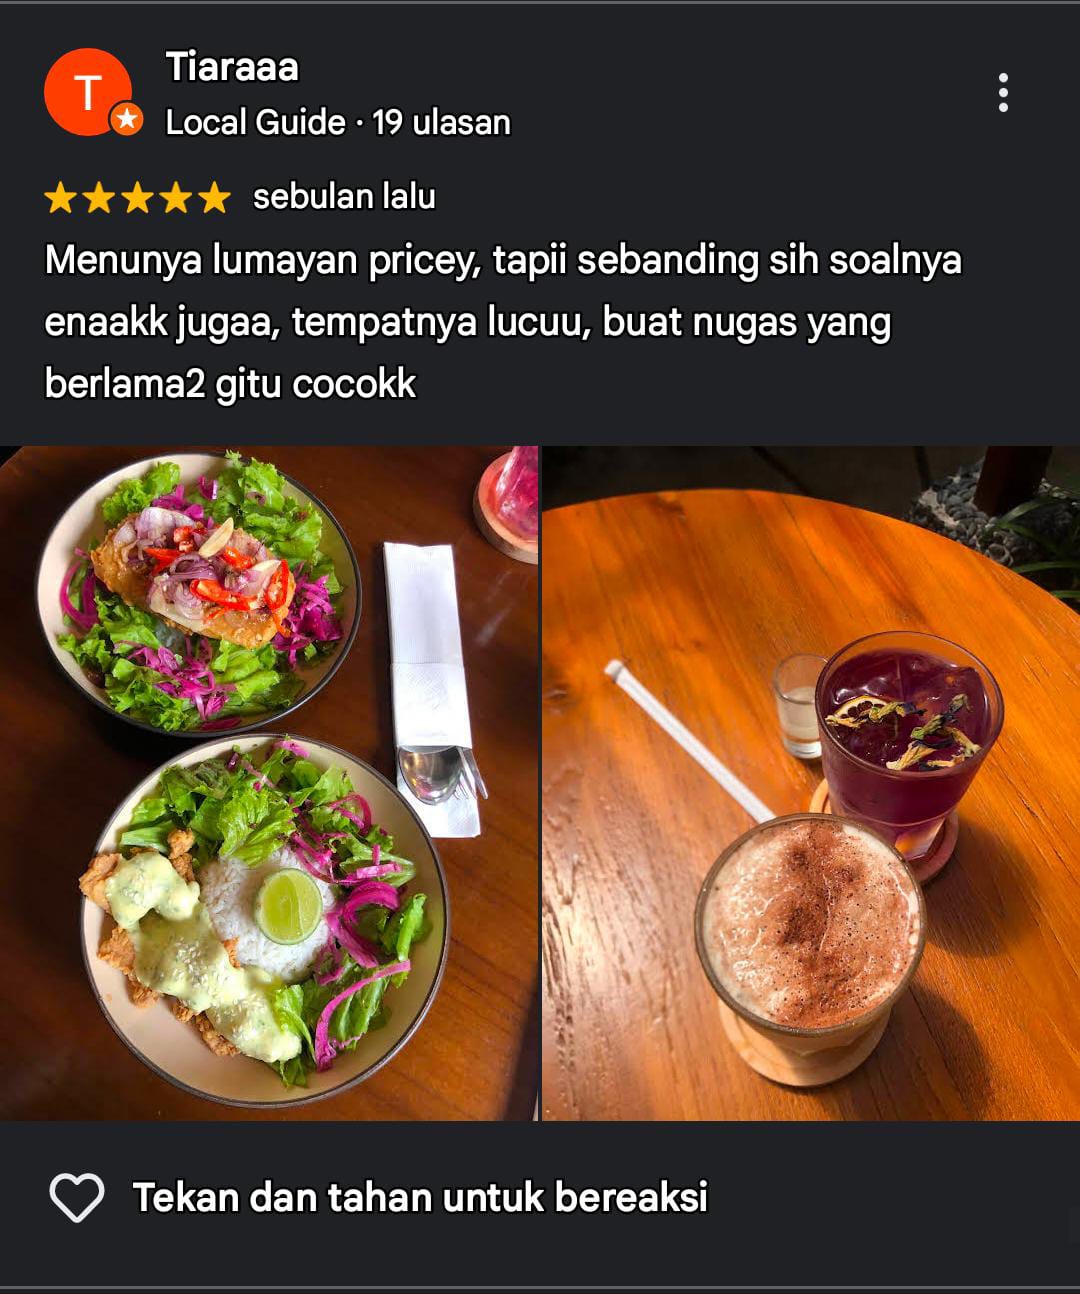 T
Tiaraaa
Local Guide · 19 ulasan
sebulan lalu
Menunya lumayan pricey, tapii sebanding sih soalnya
enaakk jugaa, tempatnya lucuu, buat nugas yang
berlama2 gitu cocokk
Tekan dan tahan untuk bereaksi